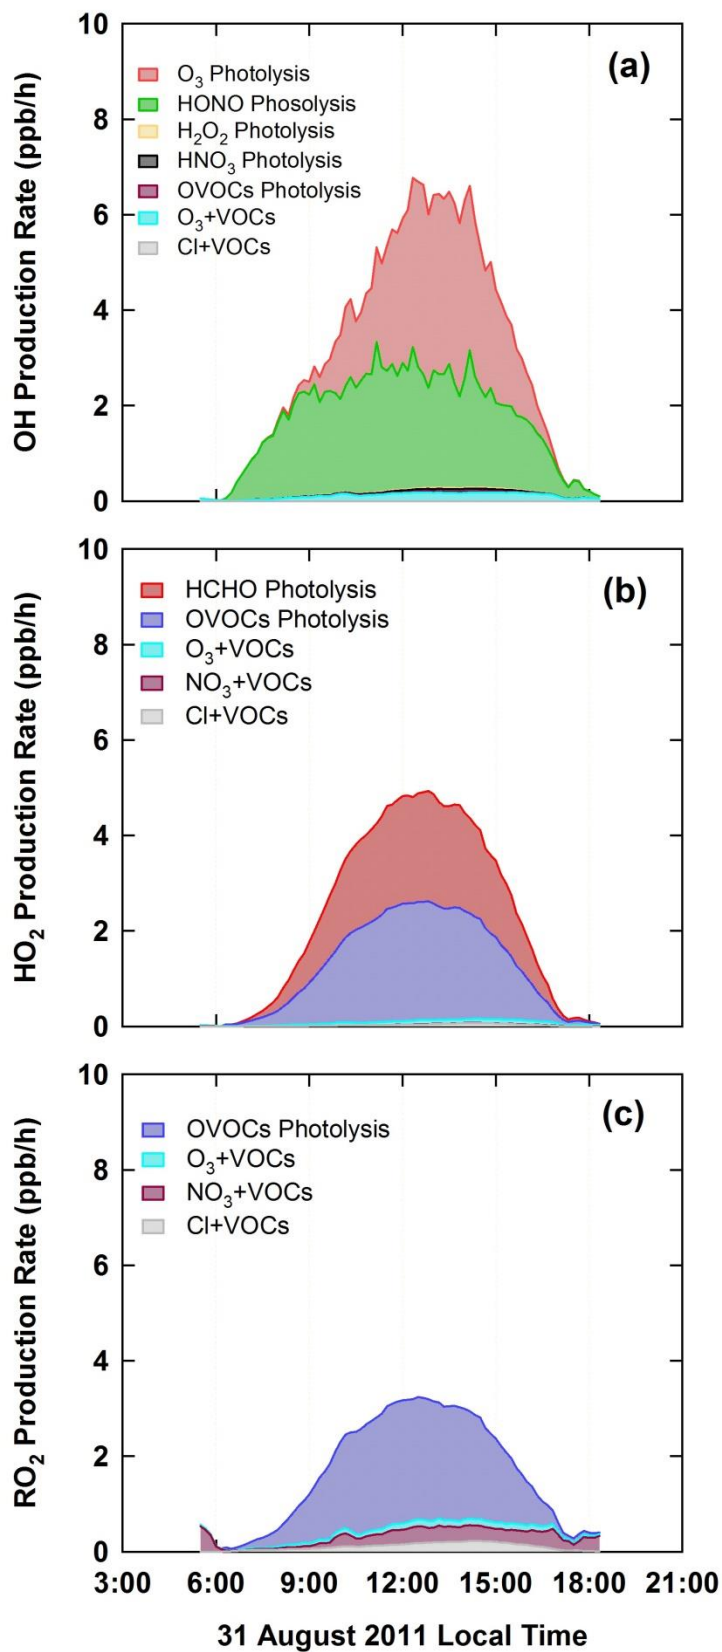 10
8
6
4
2
0
OH Production Rate (ppb/h)
(a)
O3 Photolysis
HONO Phosolysis
H2O2 Photolysis
HNO3 Photolysis
OVOCs Photolysis
O3+VOCs
Cl+VOCs
10
8
6
4
2
0
HO2 Production Rate (ppb/h)
(b)
HCHO Photolysis
OVOCs Photolysis
O3+VOCs
NO3+VOCs
Cl+VOCs
10
8
6
4
2
0
RO2 Production Rate (ppb/h)
(c)
OVOCs Photolysis
O3+VOCs
NO3+VOCs
Cl+VOCs
3:00 6:00 9:00 12:00 15:00 18:00 21:00
31 August 2011 Local Time